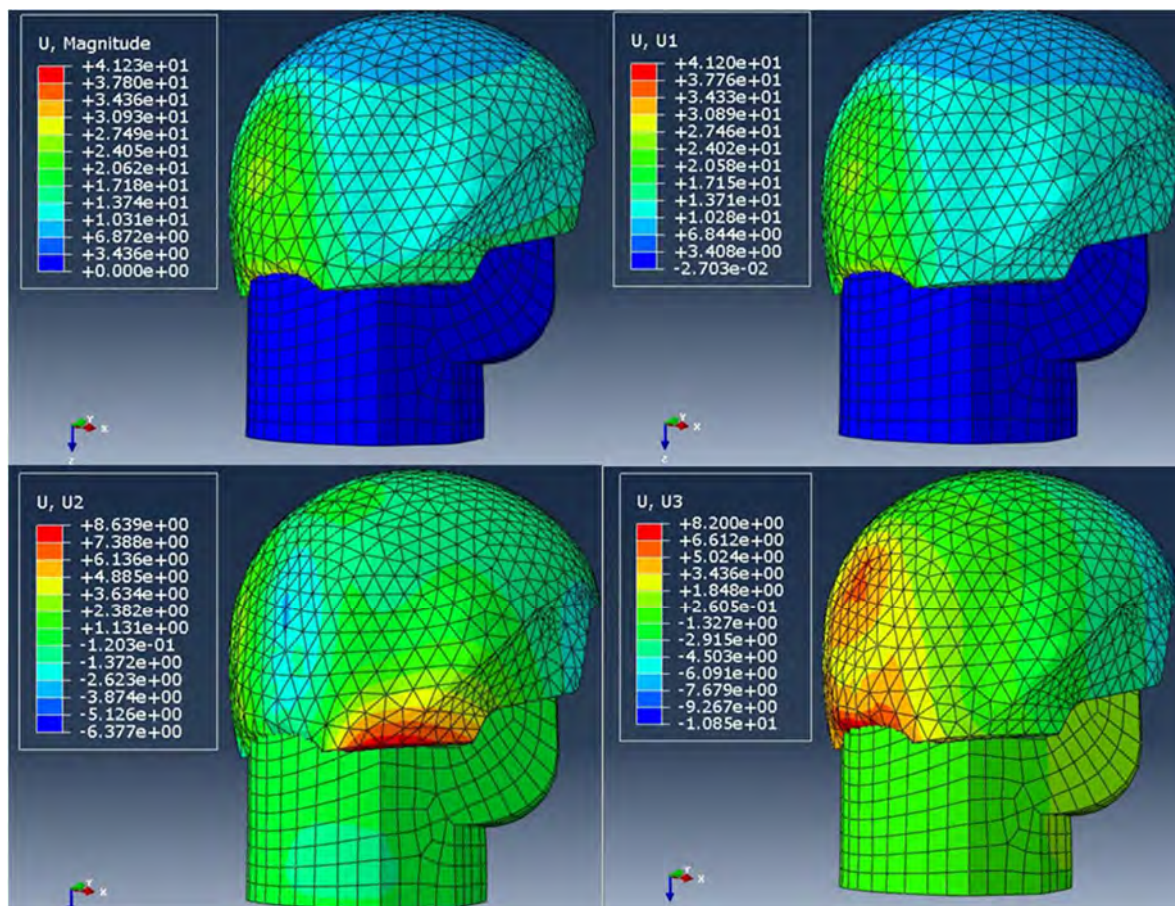 U, Magnitude
+4.123e+01
+3.780e+01
+3.436e+01
+3.093e+01
+2.749e+01
+2.405e+01
+2.062e+01
+1.718e+01
+1.374e+01
+1.031e+01
+6.872e+00
+3.436e+00
+0.000e+00
Y
X
Z
U, U1
+4.120e+01
+3.776e+01
+3.433e+01
+3.089e+01
+2.746e+01
+2.402e+01
+2.058e+01
+1.715e+01
+1.371e+01
+1.028e+01
+6.844e+00
+3.408e+00
-2.703e-02
Y
X
Z
U, U2
+8.639e+00
+7.388e+00
+6.136e+00
+4.885e+00
+3.634e+00
+2.382e+00
+1.131e+00
-1.203e-01
-1.372e+00
-2.623e+00
-3.874e+00
-5.126e+00
-6.377e+00
Y
X
U, U3
+8.200e+00
+6.612e+00
+5.024e+00
+3.436e+00
+1.848e+00
+2.605e-01
-1.327e+00
-2.915e+00
-4.503e+00
-6.091e+00
-7.679e+00
-9.267e+00
-1.085e+01
Y
X